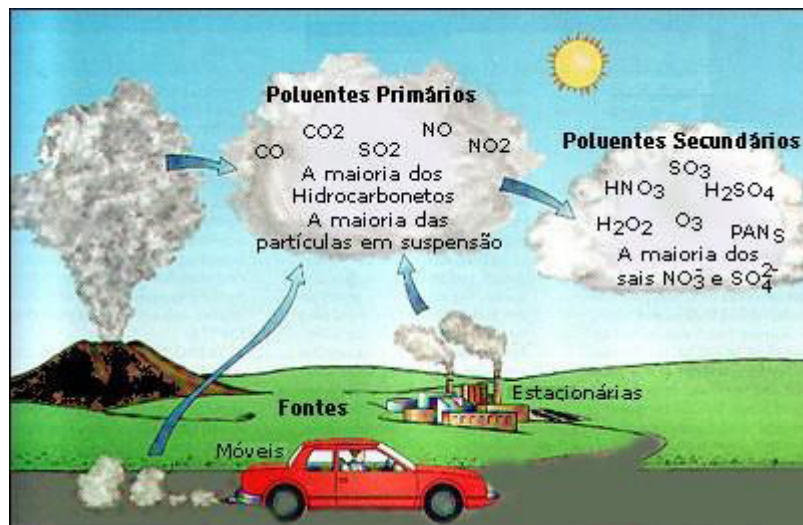 Poluentes Primários
CO CO2 SO2 NO NO2
A maioria dos
Hidrocarbonetos
A maioria das
partículas em suspensão
Poluentes Secundários
SO3
HNO3 H2SO4
H2O2 O3 PANS
A maioria dos
sais NO3- e SO4 2-
Fontes
Estacionárias
Móveis